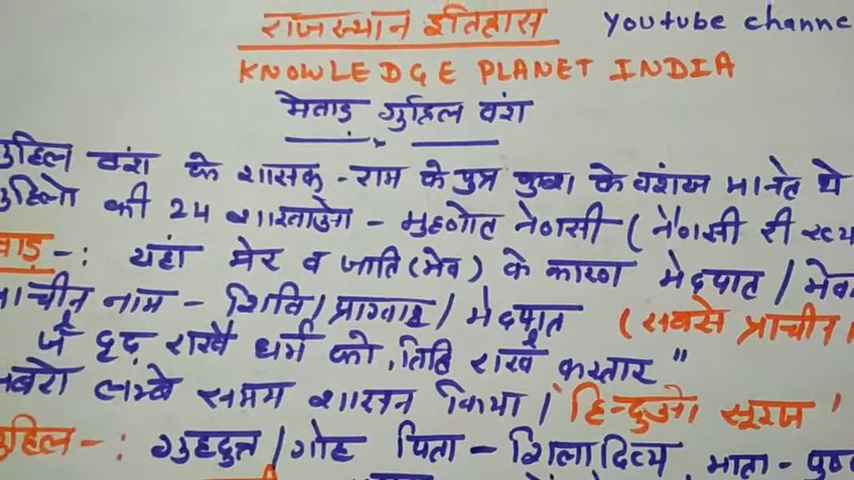 राजस्थान इतिहास Youtube channe
KNOWLEDGE PLANET INDIA
मेवाड़ गुहिल वंश
गुहिल वंश के शासक - राम के पुत्र कुश के वंशज मानते थे
गुहिलो की 24 शाखाओ - मुहणोत नेणसी ( नैणसी री ख्य
वाड़ -: यहां मेर व जाति (मेव) के कारण मेदपाट / मेवा
प्राचीन नाम - शिवि / प्राग्वाट / मेदपाट ( सबसे प्राचीन
"जै दृढ राखै धर्म को, तिहि राखै करतार"
लम्बे समय शासन किया । 'हिन्दुओ सूरज'
गुहिल -: गुहदत्त / गोह पिता - शिलादित्य, माता - पुष्प